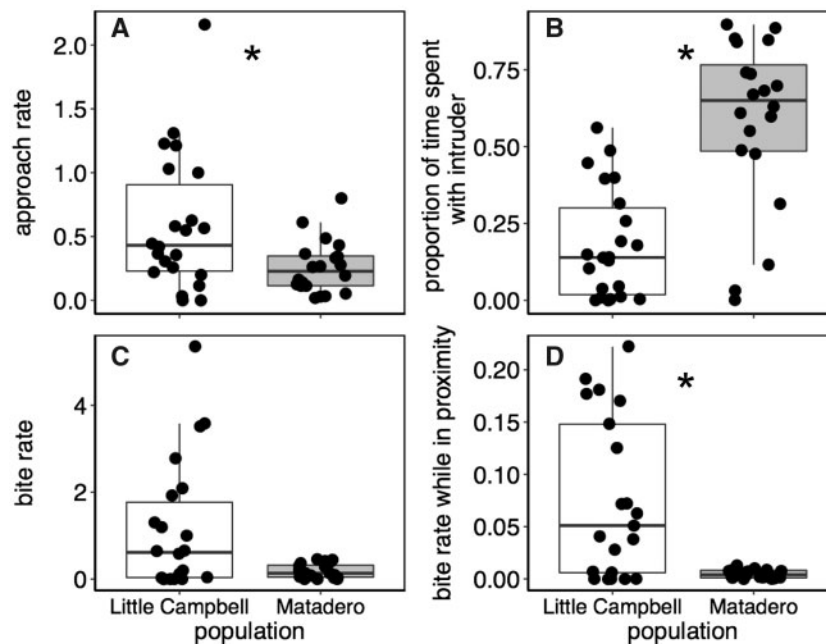 A
*
approach rate
2.0
1.5
1.0
0.5
0.0
B
*
proportion of time spent
with intruder
0.75
0.50
0.25
0.00
C
bite rate
4
2
0
Little Campbell
Matadero
population
D
*
bite rate while in proximity
0.20
0.15
0.10
0.05
0.00
Little Campbell
Matadero
population